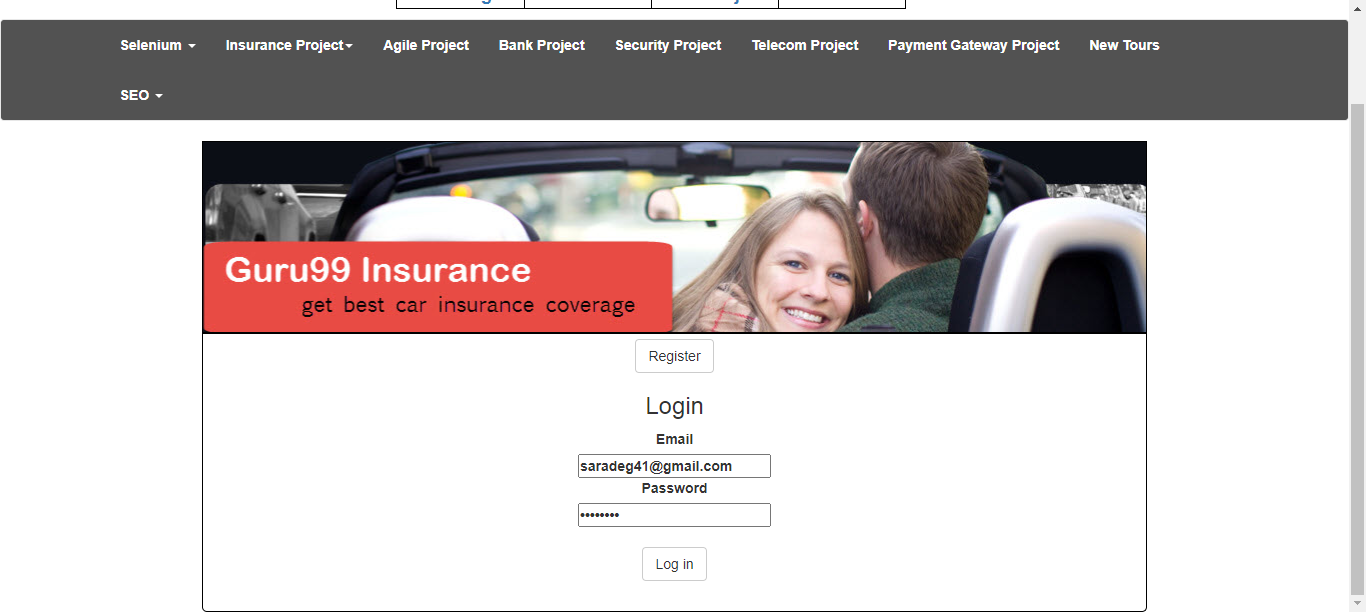 Selenium Insurance Project Agile Project Bank Project Security Project Telecom Project Payment Gateway Project New Tours
SEO
Guru99 Insurance
get best car insurance coverage
Register
Login
Email
saradeg41@gmail.com
Password
••••••••
Log in